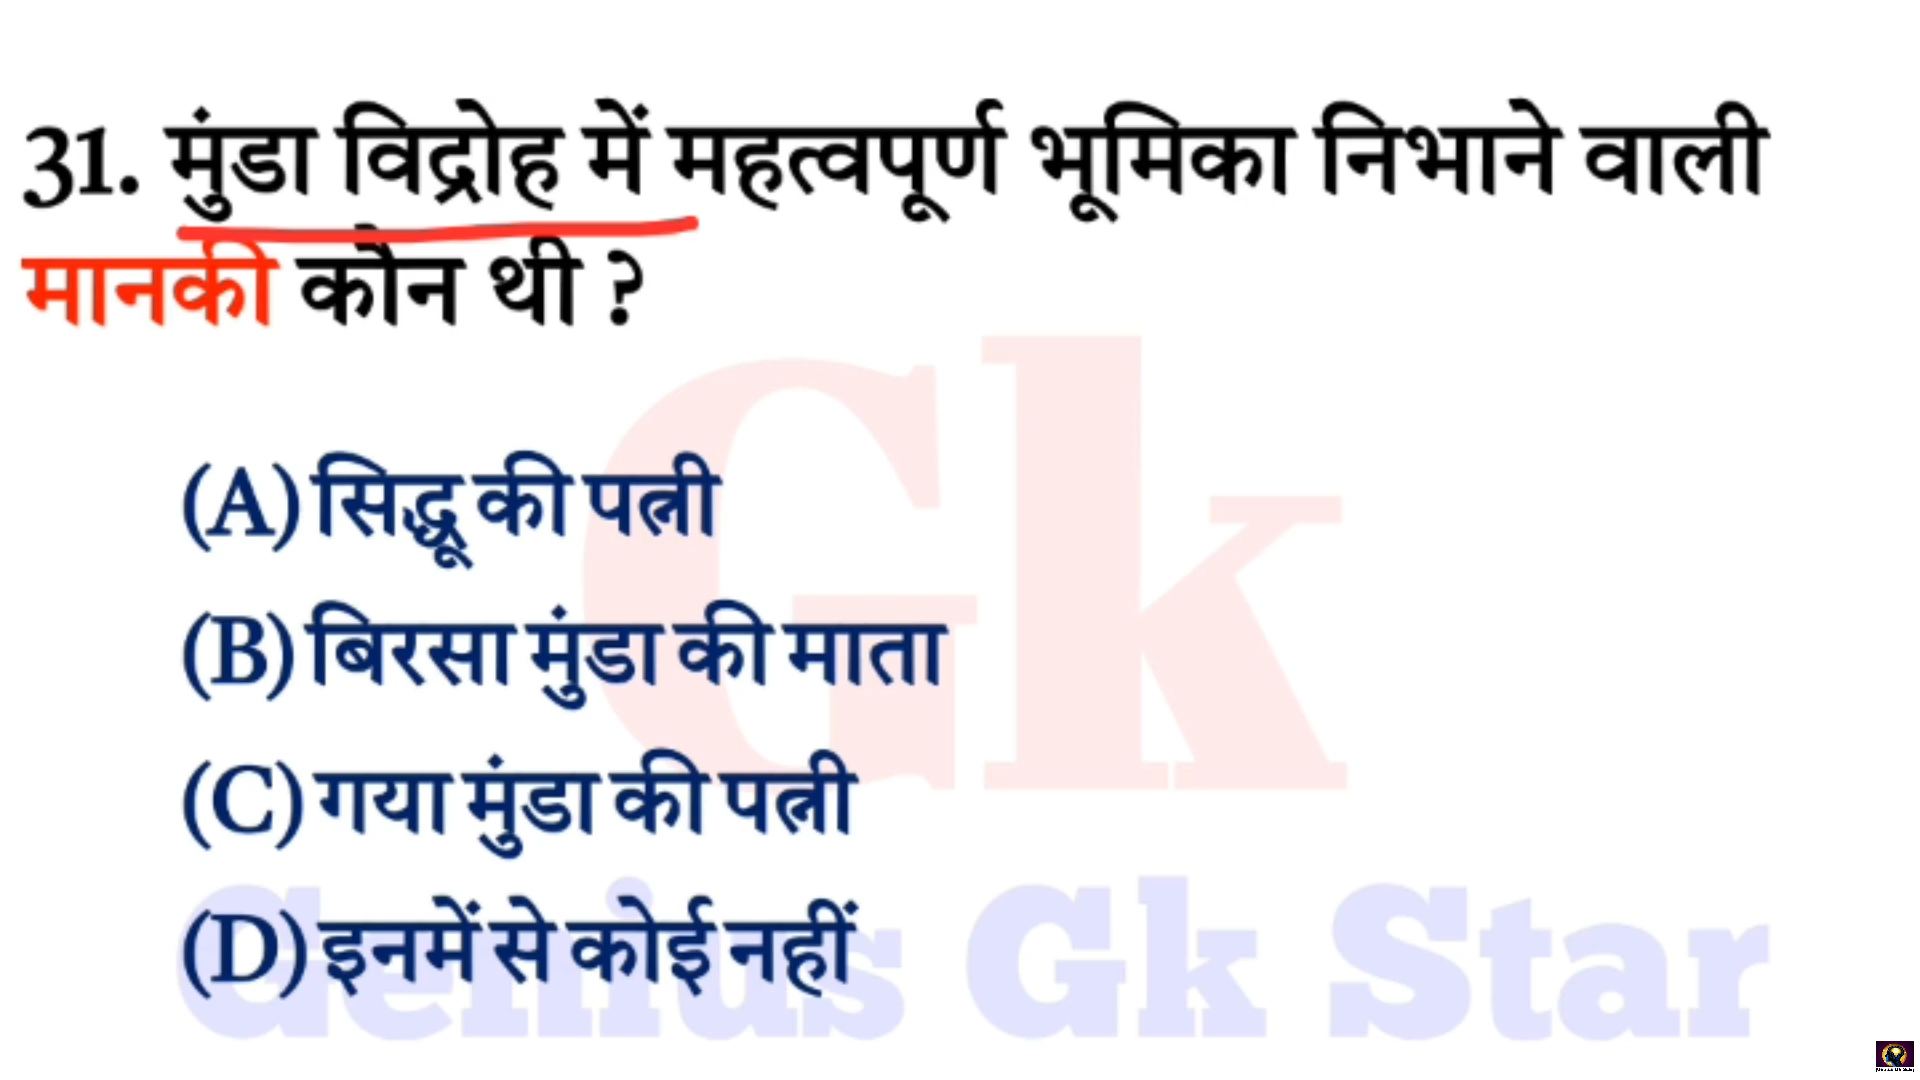 31. मुंडा विद्रोह में महत्वपूर्ण भूमिका निभाने वाली
मानकी कौन थी ?
Gk
(A) सिद्धू की पत्नी
(B) बिरसा मुंडा की माता
(C) गया मुंडा की पत्नी
(D) इनमें से कोई नहीं
Genius Gk Star